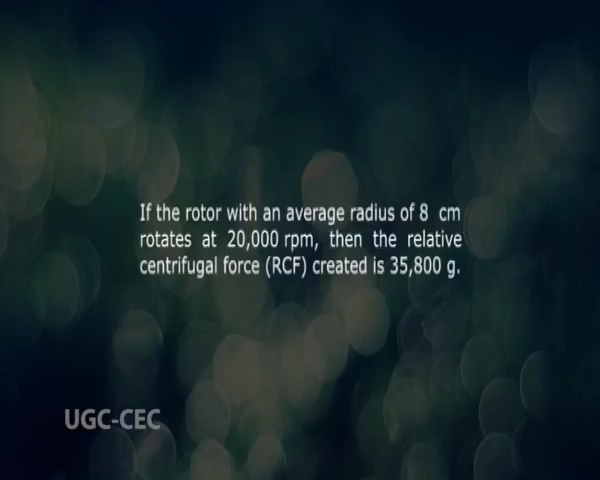 If the rotor with an average radius of 8 cm
rotates at 20,000 rpm, then the relative
centrifugal force (RCF) created is 35,800 g.
UGC-CEC